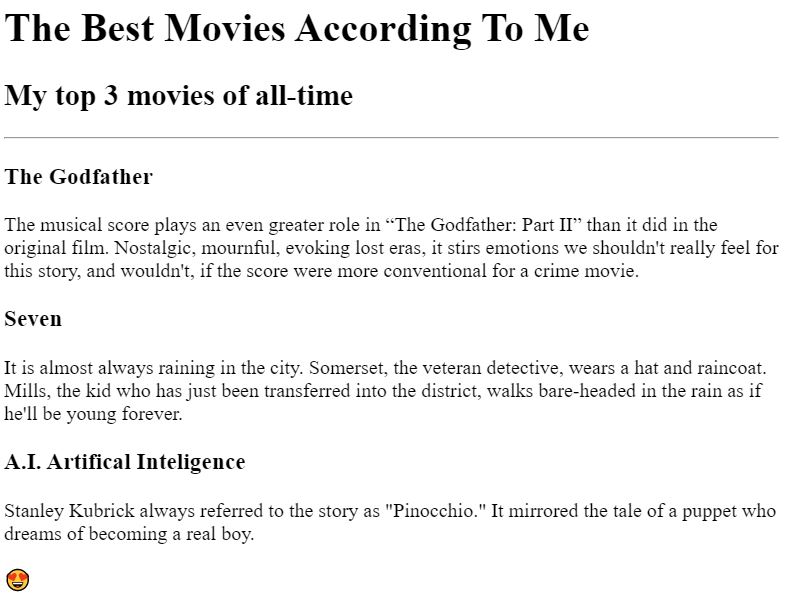 The Best Movies According To Me
My top 3 movies of all-time
The Godfather
The musical score plays an even greater role in “The Godfather: Part II” than it did in the
original film. Nostalgic, mournful, evoking lost eras, it stirs emotions we shouldn't really feel for
this story, and wouldn't, if the score were more conventional for a crime movie.
Seven
It is almost always raining in the city. Somerset, the veteran detective, wears a hat and raincoat.
Mills, the kid who has just been transferred into the district, walks bare-headed in the rain as if
he'll be young forever.
A.I. Artifical Inteligence
Stanley Kubrick always referred to the story as "Pinocchio." It mirrored the tale of a puppet who
dreams of becoming a real boy.